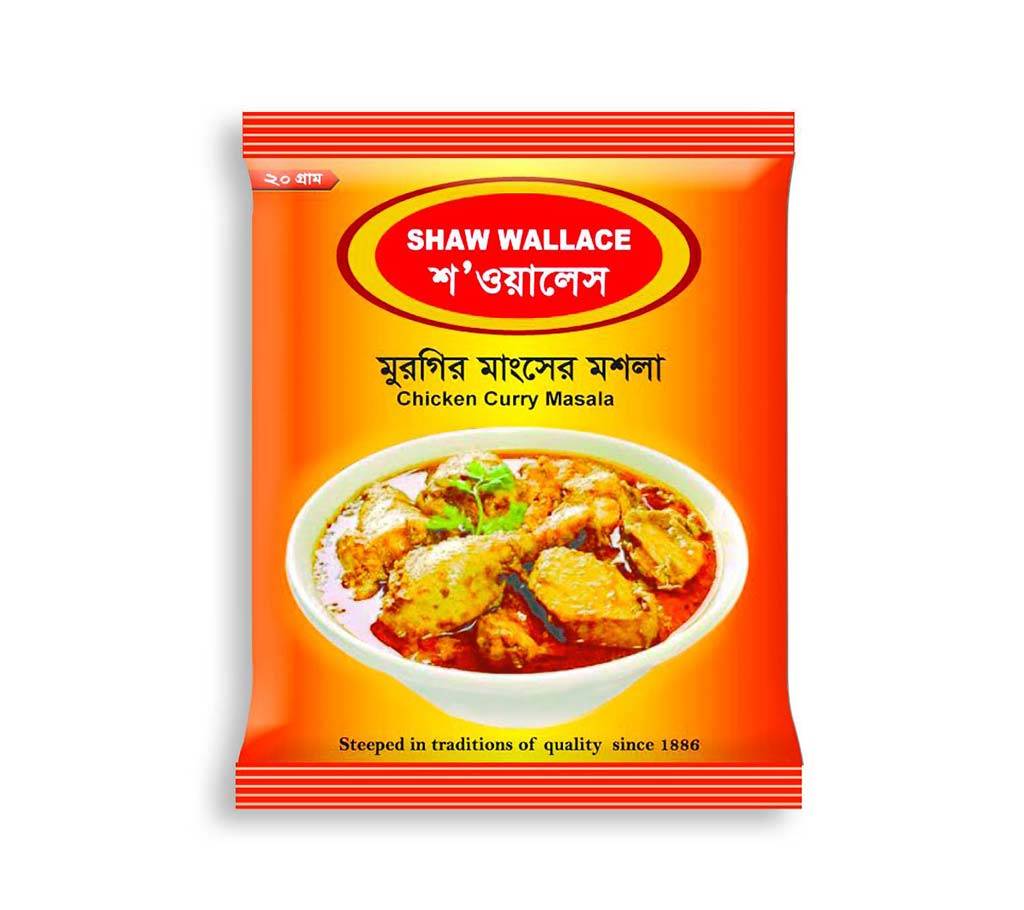 ২০ গ্রাম
SHAW WALLACE
শ'ওয়ালেস
মুরগির মাংসের মশলা
Chicken Curry Masala
Steeped in traditions of quality since 1886